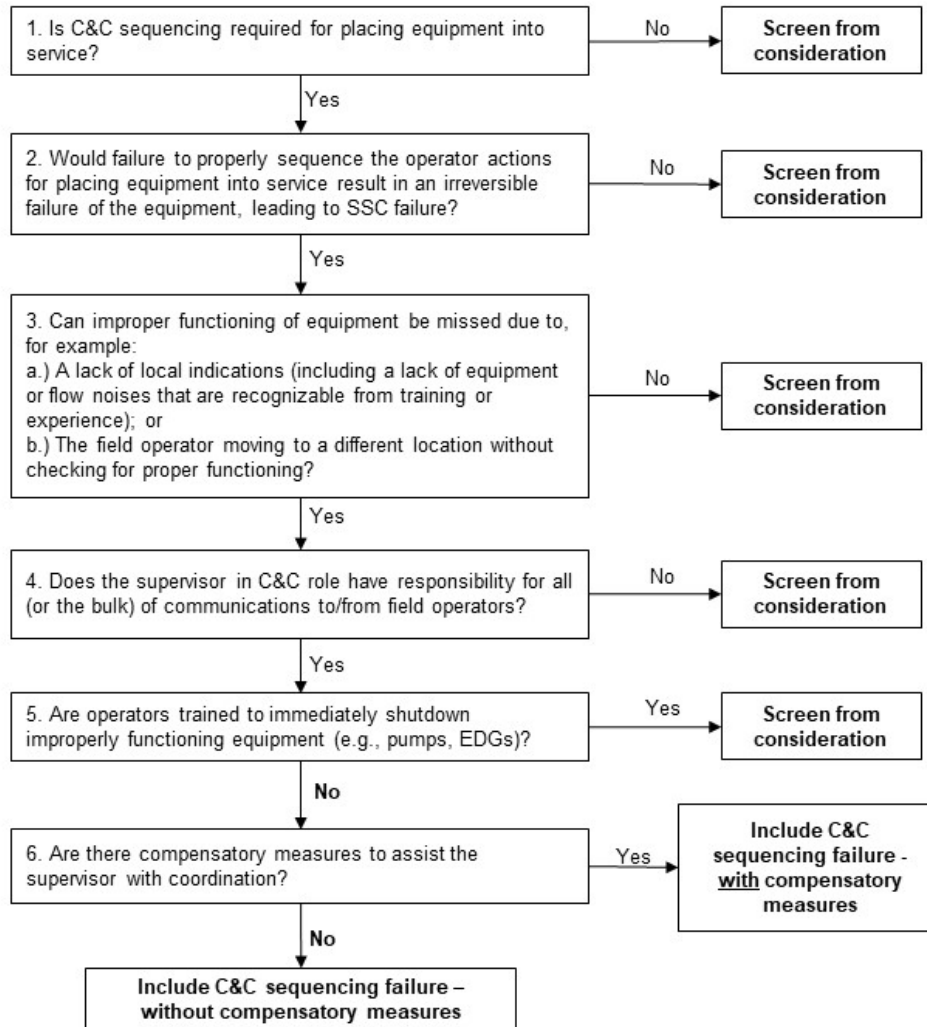 1. Is C&C sequencing required for placing equipment into
service?
No
Screen from
consideration
Yes
2. Would failure to properly sequence the operator actions
for placing equipment into service result in an irreversible
failure of the equipment, leading to SSC failure?
No
Screen from
consideration
Yes
3. Can improper functioning of equipment be missed due to,
for example:
a.) A lack of local indications (including a lack of equipment
or flow noises that are recognizable from training or
experience); or
b.) The field operator moving to a different location without
checking for proper functioning?
No
Screen from
consideration
Yes
4. Does the supervisor in C&C role have responsibility for all
(or the bulk) of communications to/from field operators?
No
Screen from
consideration
Yes
5. Are operators trained to immediately shutdown
improperly functioning equipment (e.g., pumps, EDGs)?
Yes
Screen from
consideration
No
6. Are there compensatory measures to assist the
supervisor with coordination?
Yes
Include C&C
sequencing failure -
with compensatory
measures
No
Include C&C sequencing failure –
without compensatory measures